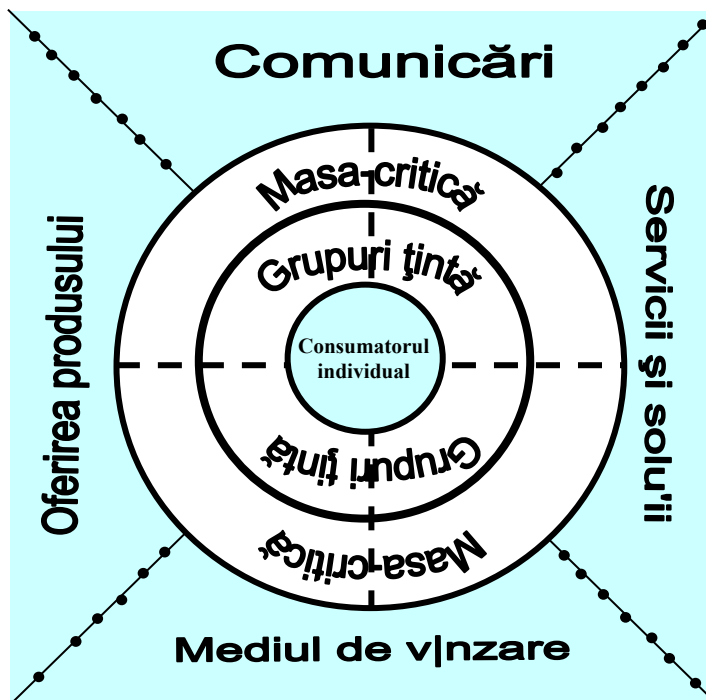 Comunicări
Masa critică
Grupuri ţintă
Oferirea produsului
Consumatorul
individual
Servicii şi solu'ii
Grupuri ţintă
Masa critică
Mediul de v|nzare